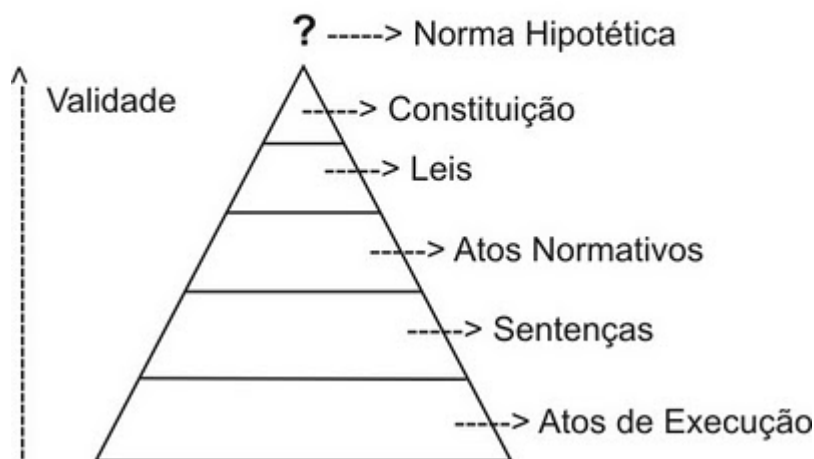 ? -----> Norma Hipotética
Validade
----> Constituição
----> Leis
-----> Atos Normativos
-----> Sentenças
-----> Atos de Execução